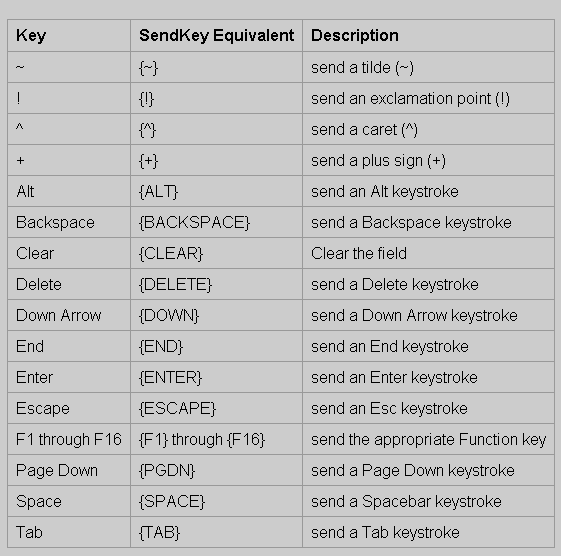 Key SendKey Equivalent Description
~ {~} send a tilde (~)
! {!} send an exclamation point (!)
^ {^} send a caret (^)
+ {+} send a plus sign (+)
Alt {ALT} send an Alt keystroke
Backspace {BACKSPACE} send a Backspace keystroke
Clear {CLEAR} Clear the field
Delete {DELETE} send a Delete keystroke
Down Arrow {DOWN} send a Down Arrow keystroke
End {END} send an End keystroke
Enter {ENTER} send an Enter keystroke
Escape {ESCAPE} send an Esc keystroke
F1 through F16 {F1} through {F16} send the appropriate Function key
Page Down {PGDN} send a Page Down keystroke
Space {SPACE} send a Spacebar keystroke
Tab {TAB} send a Tab keystroke